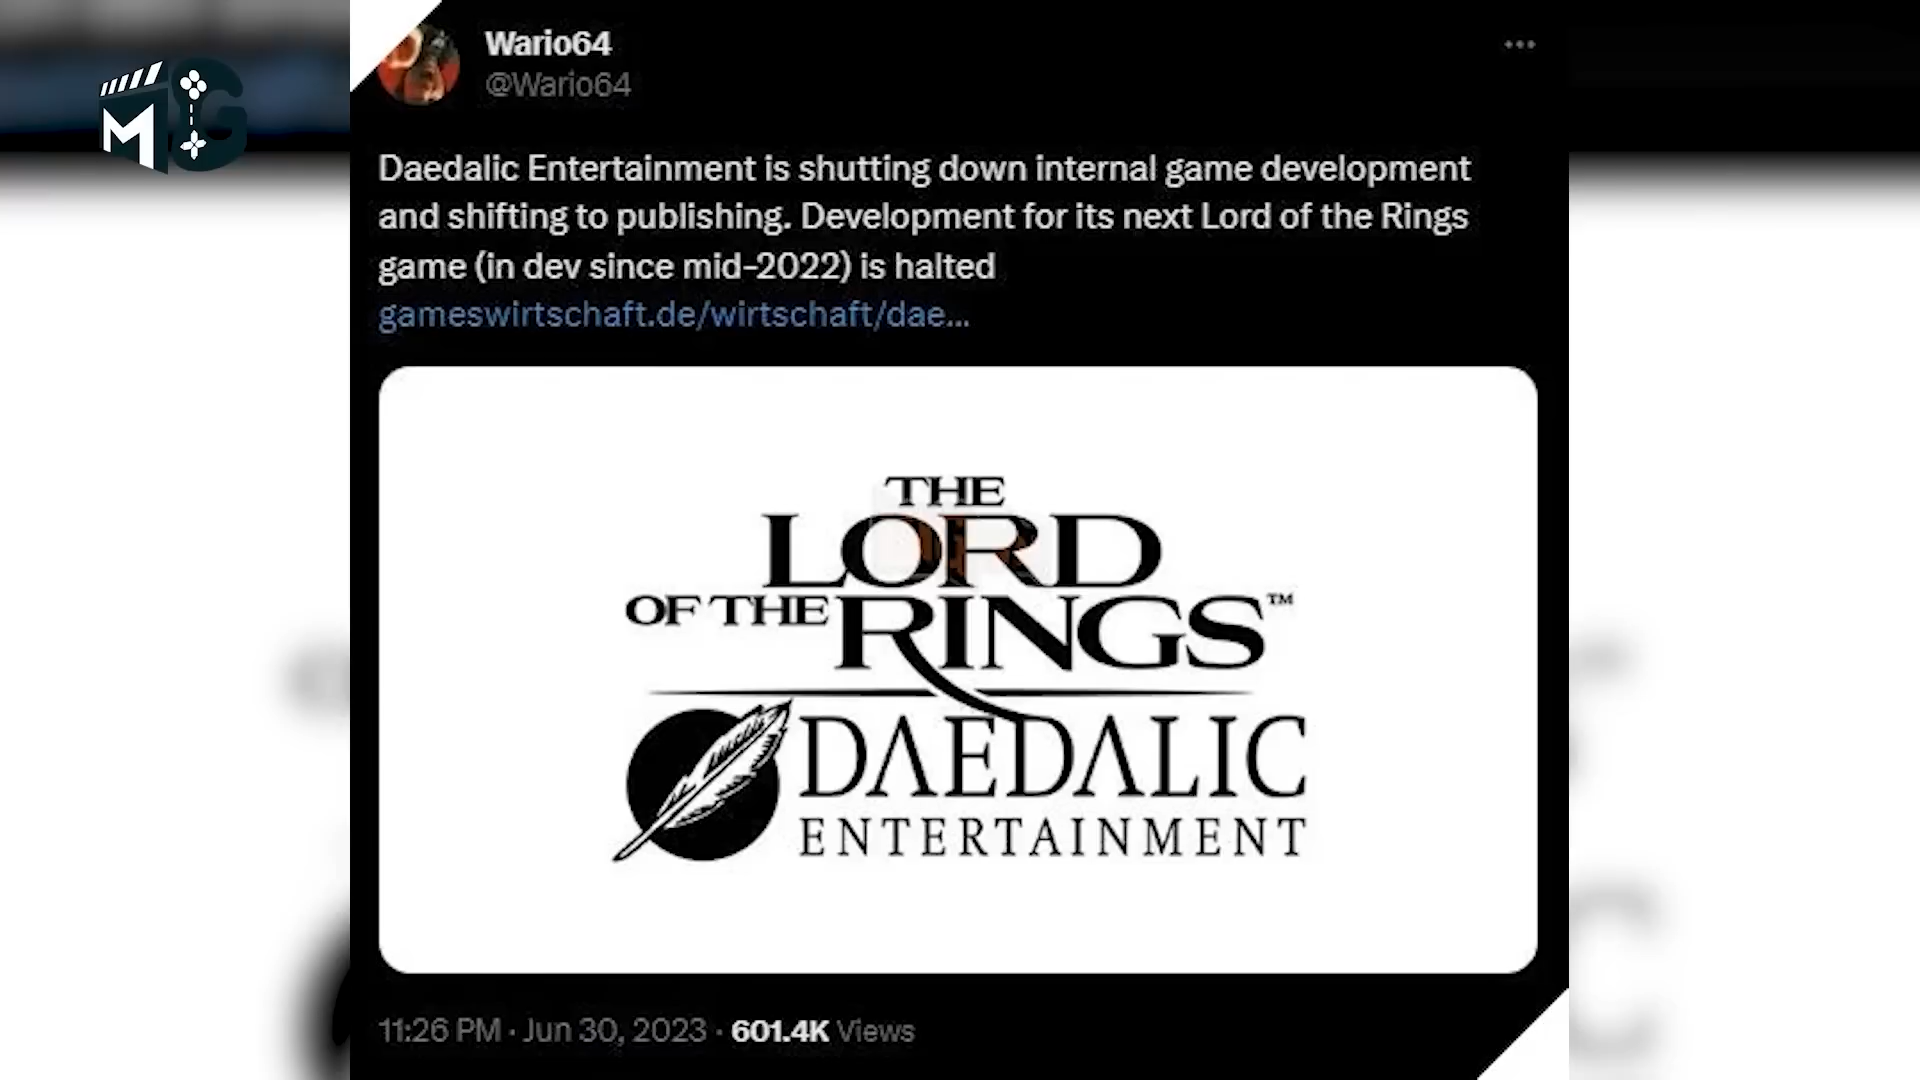 MG
Wario64
@Wario64
Daedalic Entertainment is shutting down internal game development
and shifting to publishing. Development for its next Lord of the Rings
game (in dev since mid-2022) is halted
gameswirtschaft.de/wirtschaft/dae...
THE
LORD
OF THE RINGS™
DAEDALIC
ENTERTAINMENT
11:26 PM · Jun 30, 2023 · 601.4K Views